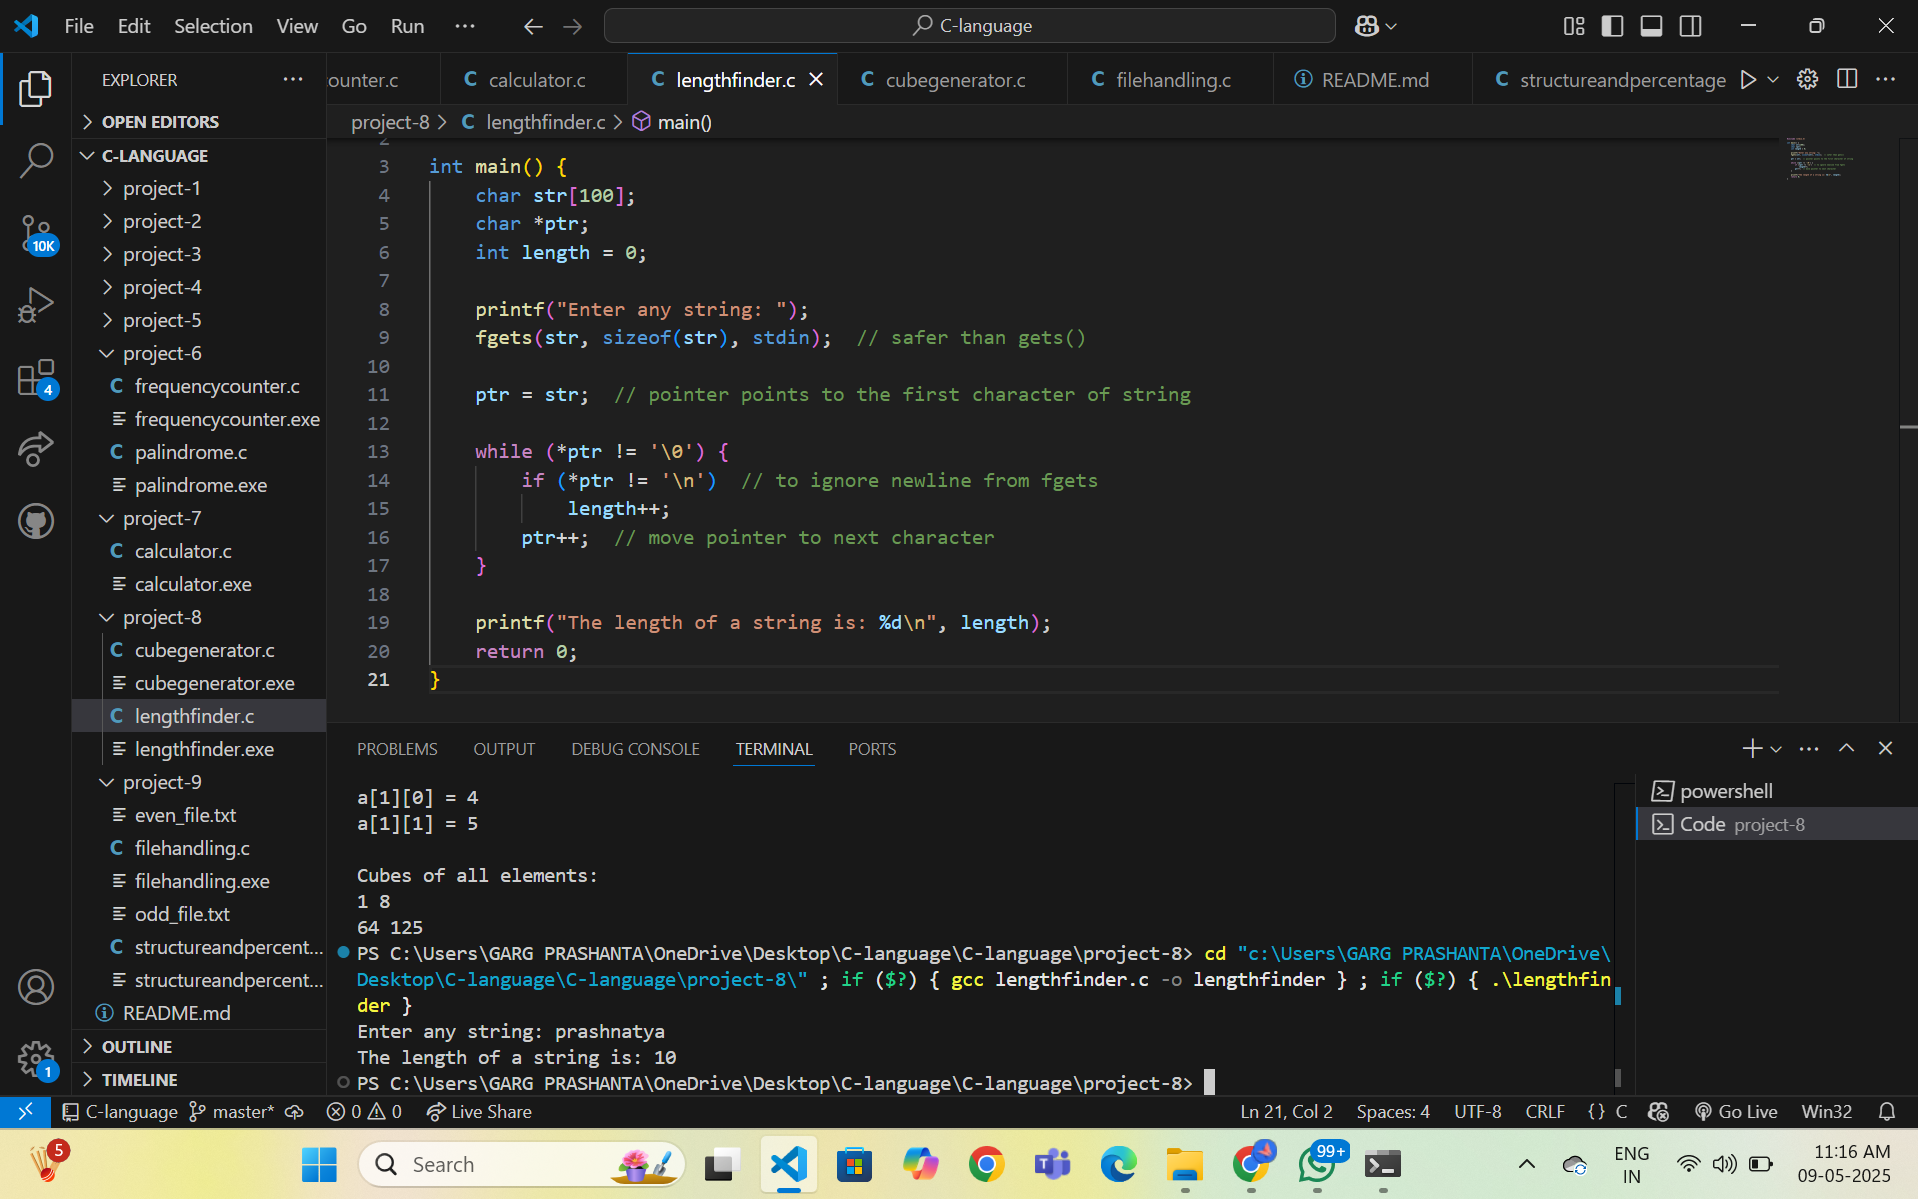 File Edit Selection View Go Run
C-language
EXPLORER
ounter.c
calculator.c
lengthfinder.c
cubegenerator.c
filehandling.c
README.md
structureandpercentage
project-8 > C lengthfinder.c > main()
OPEN EDITORS
C-LANGUAGE
project-1
project-2
project-3
project-4
project-5
project-6
C frequencycounter.c
frequencycounter.exe
C palindrome.c
palindrome.exe
project-7
C calculator.c
calculator.exe
project-8
C cubegenerator.c
cubegenerator.exe
C lengthfinder.c
lengthfinder.exe
project-9
even_file.txt
C filehandling.c
filehandling.exe
odd_file.txt
C structureandpercent...
structureandpercent...
README.md
OUTLINE
TIMELINE
10K
4
1
2
3 int main() {
4 char str[100];
5 char *ptr;
6 int length = 0;
7
8 printf("Enter any string: ");
9 fgets(str, sizeof(str), stdin); // safer than gets()
10
11 ptr = str; // pointer points to the first character of string
12
13 while (*ptr != '\0') {
14 if (*ptr != '\n') // to ignore newline from fgets
15 length++;
16 ptr++; // move pointer to next character
17 }
18
19 printf("The length of a string is: %d\n", length);
20 return 0;
21 }
PROBLEMS OUTPUT DEBUG CONSOLE TERMINAL PORTS
a[1][0] = 4
a[1][1] = 5
Cubes of all elements:
1 8
64 125
PS C:\Users\GARG PRASHANTA\OneDrive\Desktop\C-language\C-language\project-8> cd "c:\Users\GARG PRASHANTA\OneDrive\
Desktop\C-language\C-language\project-8\" ; if ($?) { gcc lengthfinder.c -o lengthfinder } ; if ($?) { .\lengthfin
der }
Enter any string: prashnatya
The length of a string is: 10
PS C:\Users\GARG PRASHANTA\OneDrive\Desktop\C-language\C-language\project-8>
powershell
Code project-8
C-language master* 0 0 Live Share
Ln 21, Col 2 Spaces: 4 UTF-8 CRLF {} C Go Live Win32
5
Search
99+
ENG
IN
11:16 AM
09-05-2025